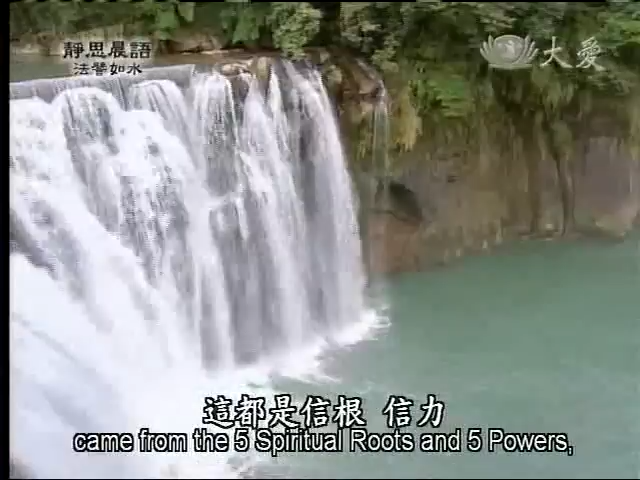 靜思晨語
法譬如水
大愛
這都是信根 信力
came from the 5 Spiritual Roots and 5 Powers,